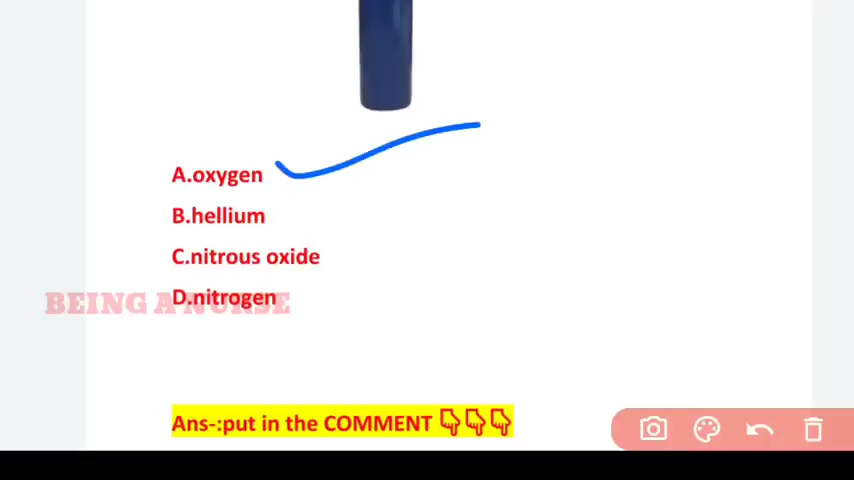 A.oxygen
B.hellium
C.nitrous oxide
D.nitrogen
BEING A NURSE
Ans-:put in the COMMENT 👇👇👇